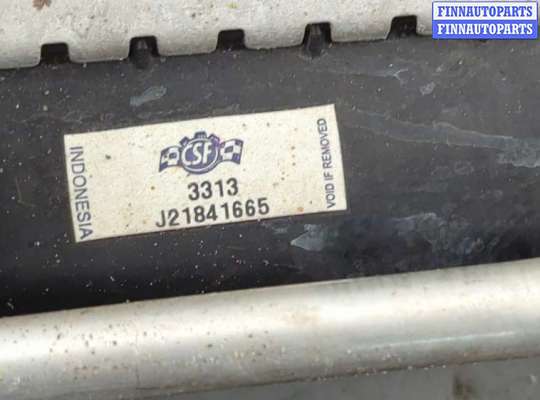 FINNAUTOPARTS
FINNAUTOPARTS
INDONESIA
CSF
3313
J21841665
VOID IF REMOVED